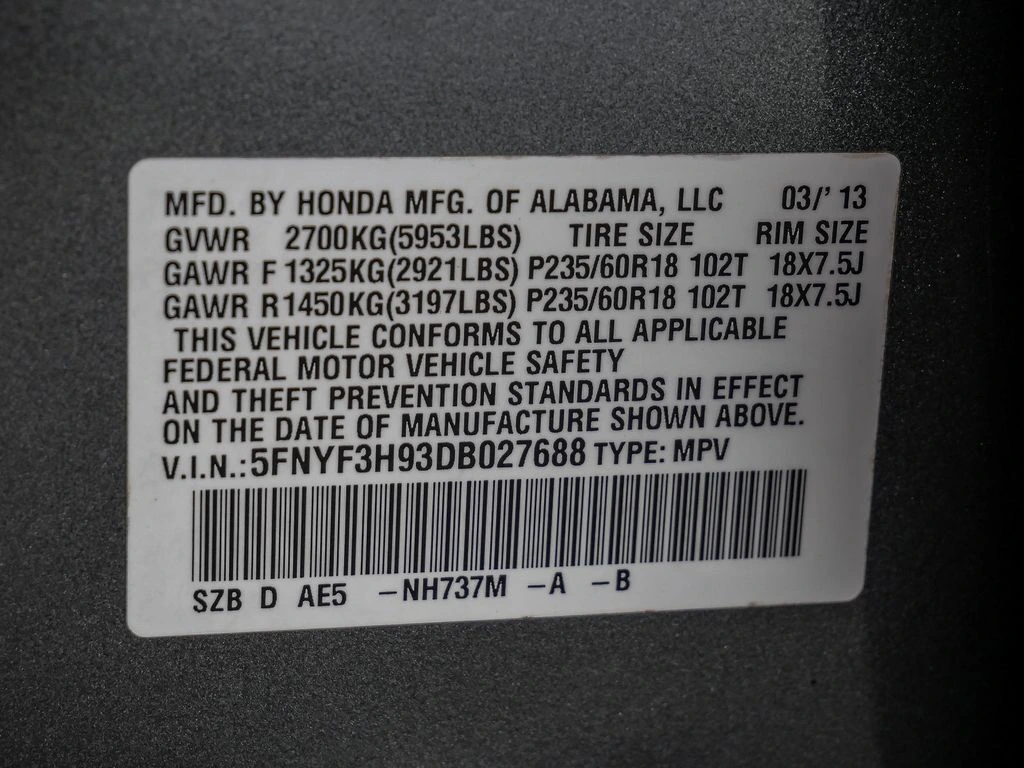 MFD. BY HONDA MFG. OF ALABAMA, LLC 03/' 13
GVWR 2700KG(5953LBS) TIRE SIZE RIM SIZE
GAWR F 1325KG(2921LBS) P235/60R18 102T 18X7.5J
GAWR R1450KG(3197LBS) P235/60R18 102T 18X7.5J
THIS VEHICLE CONFORMS TO ALL APPLICABLE
FEDERAL MOTOR VEHICLE SAFETY
AND THEFT PREVENTION STANDARDS IN EFFECT
ON THE DATE OF MANUFACTURE SHOWN ABOVE.
V.I.N.:5FNYF3H93DB027688 TYPE: MPV
SZB D AE5 -NH737M -A -B